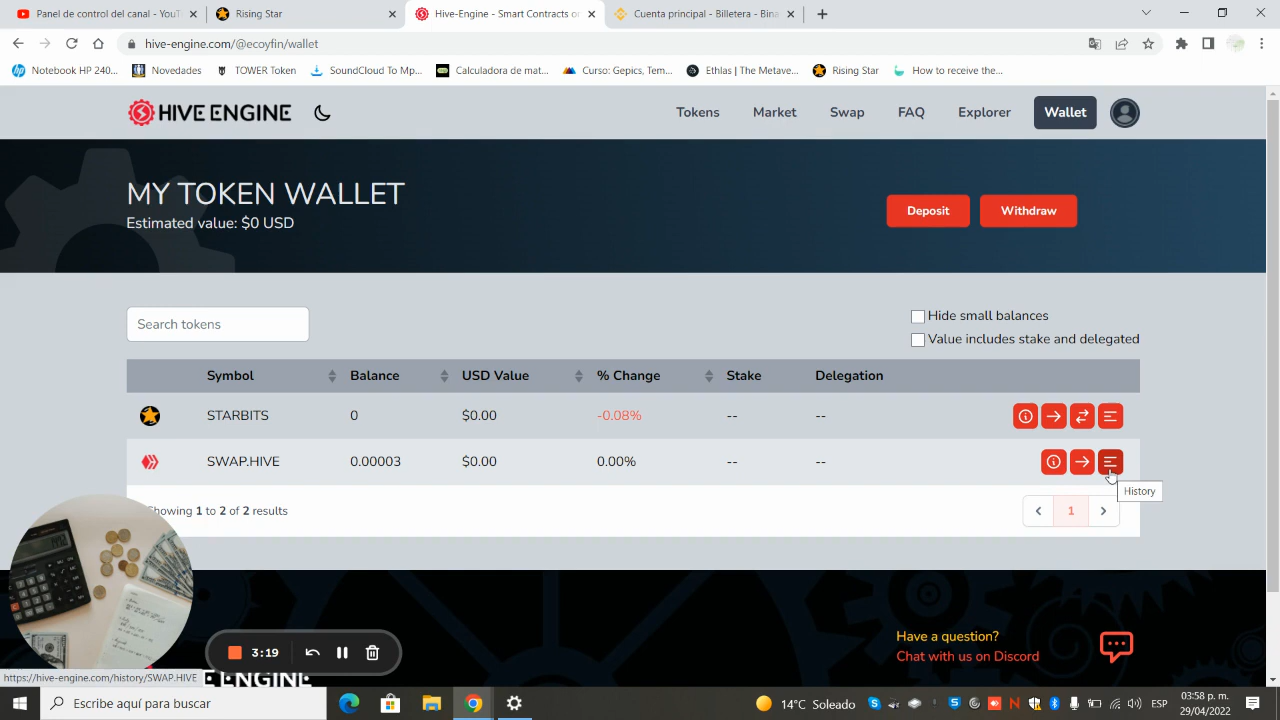 Panel de control del canal - YouT
Rising Star
Hive-Engine - Smart Contracts or
Cuenta principal - Billetera - Bina
hive-engine.com/@ecoyfin/wallet
Notebook HP 240...
Novedades
TOWER Token
SoundCloud To Mp...
Calculadora de mat...
Curso: Gepics, Tem...
Ethlas | The Metave...
Rising Star
How to receive the...
HIVE ENGINE
Tokens
Market
Swap
FAQ
Explorer
Wallet
MY TOKEN WALLET
Estimated value: $0 USD
Deposit
Withdraw
Search tokens
Hide small balances
Value includes stake and delegated
Symbol Balance USD Value % Change Stake Delegation
STARBITS 0 $0.00 -0.08% -- --
SWAP.HIVE 0.00003 $0.00 0.00% -- --
History
howing 1 to 2 of 2 results
1
Have a question?
Chat with us on Discord
3:19
https://hive-engine.com/history/SWAP.HIVE
ENGINE
Escribe aquí para buscar
14°C Soleado
ESP
03:58 p. m.
29/04/2022